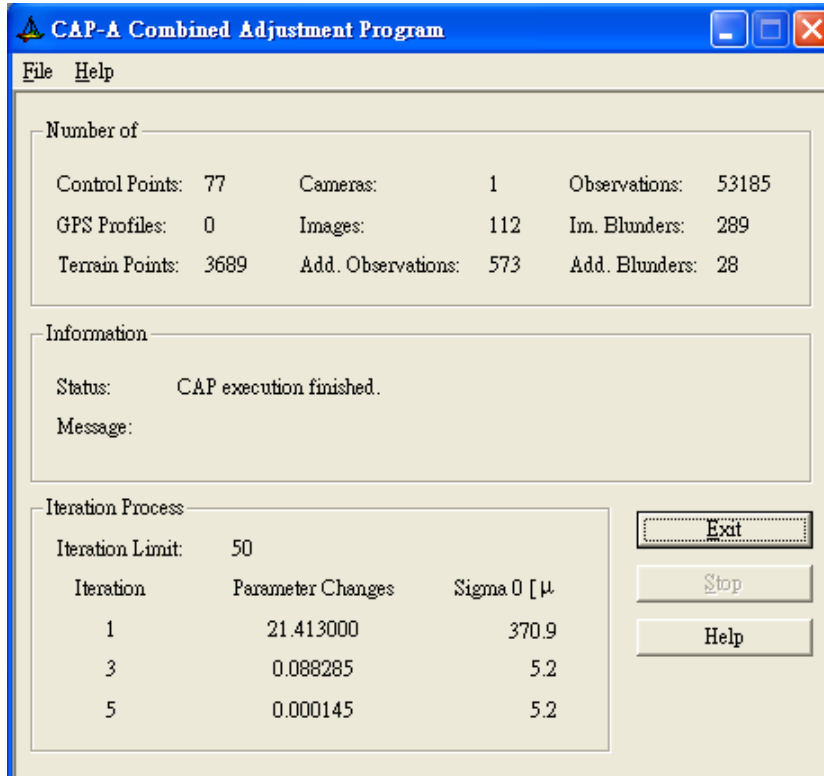 CAP-A Combined Adjustment Program
File Help
Number of
Control Points: 77 Cameras: 1 Observations: 53185
GPS Profiles: 0 Images: 112 Im. Blunders: 289
Terrain Points: 3689 Add. Observations: 573 Add. Blunders: 28
Information
Status: CAP execution finished.
Message:
Iteration Process
Iteration Limit: 50
Iteration Parameter Changes Sigma 0 [ μ
1 21.413000 370.9
3 0.088285 5.2
5 0.000145 5.2
Exit
Stop
Help